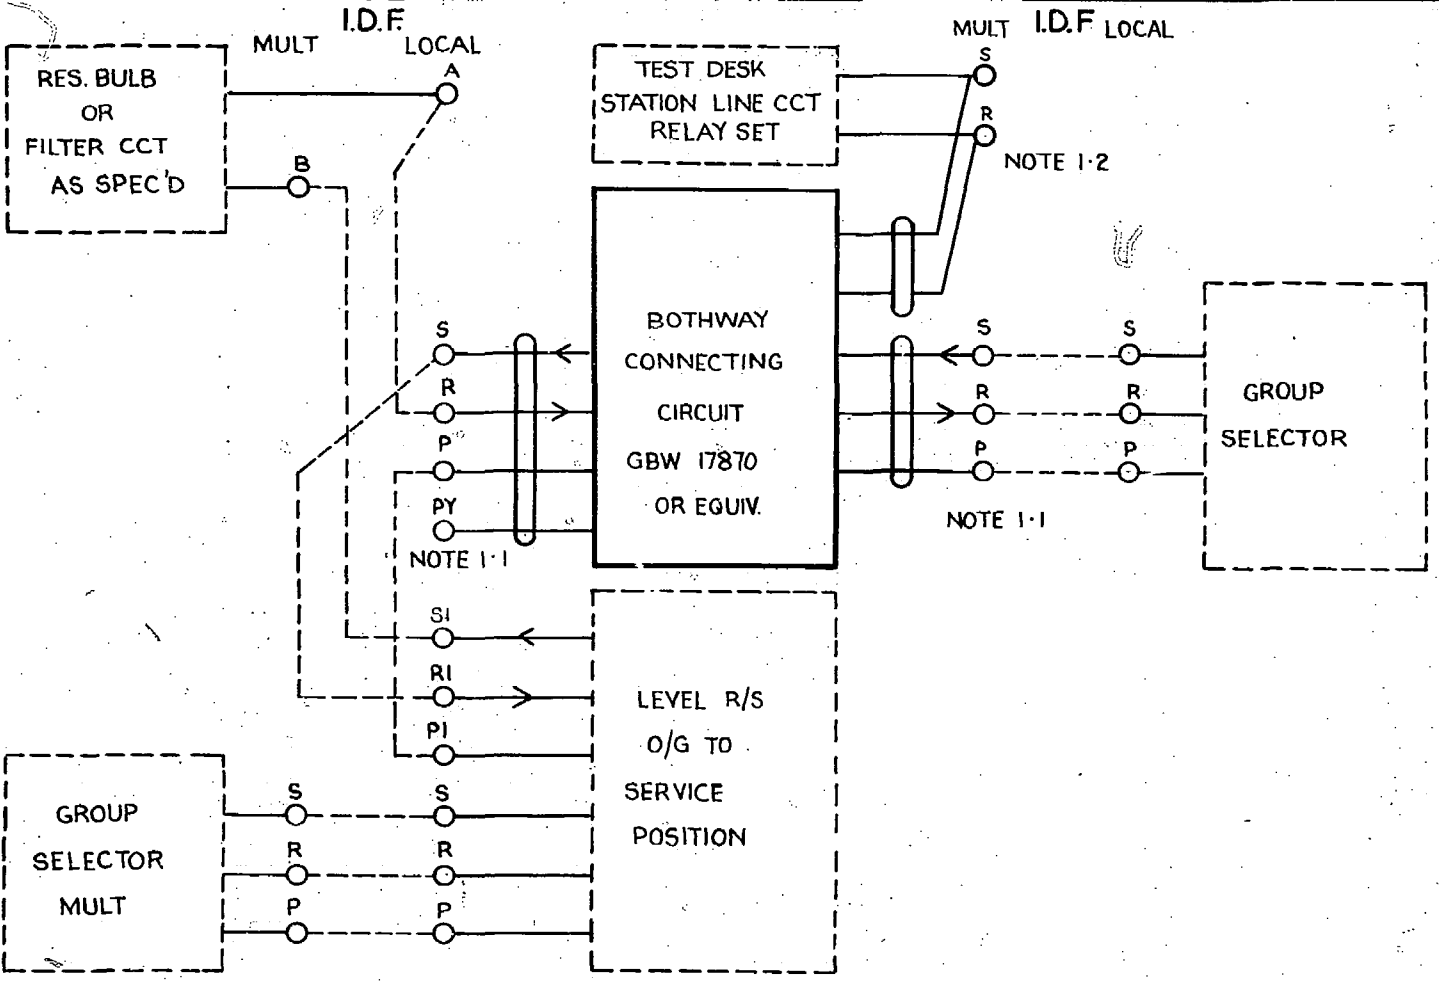 I.D.F.
MULT
LOCAL
RES. BULB
OR
FILTER CCT
AS SPEC'D
A
B
MULT
I.D.F
LOCAL
TEST DESK
STATION LINE CCT
RELAY SET
S
R
NOTE 1·2
S
R
P
PY
NOTE 1·1
BOTHWAY
CONNECTING
CIRCUIT
GBW 17870
OR EQUIV.
S
S
R
R
P
P
NOTE 1·1
GROUP
SELECTOR
S1
R1
P1
LEVEL R/S
O/G TO
SERVICE
POSITION
GROUP
SELECTOR
MULT
S
S
R
R
P
P